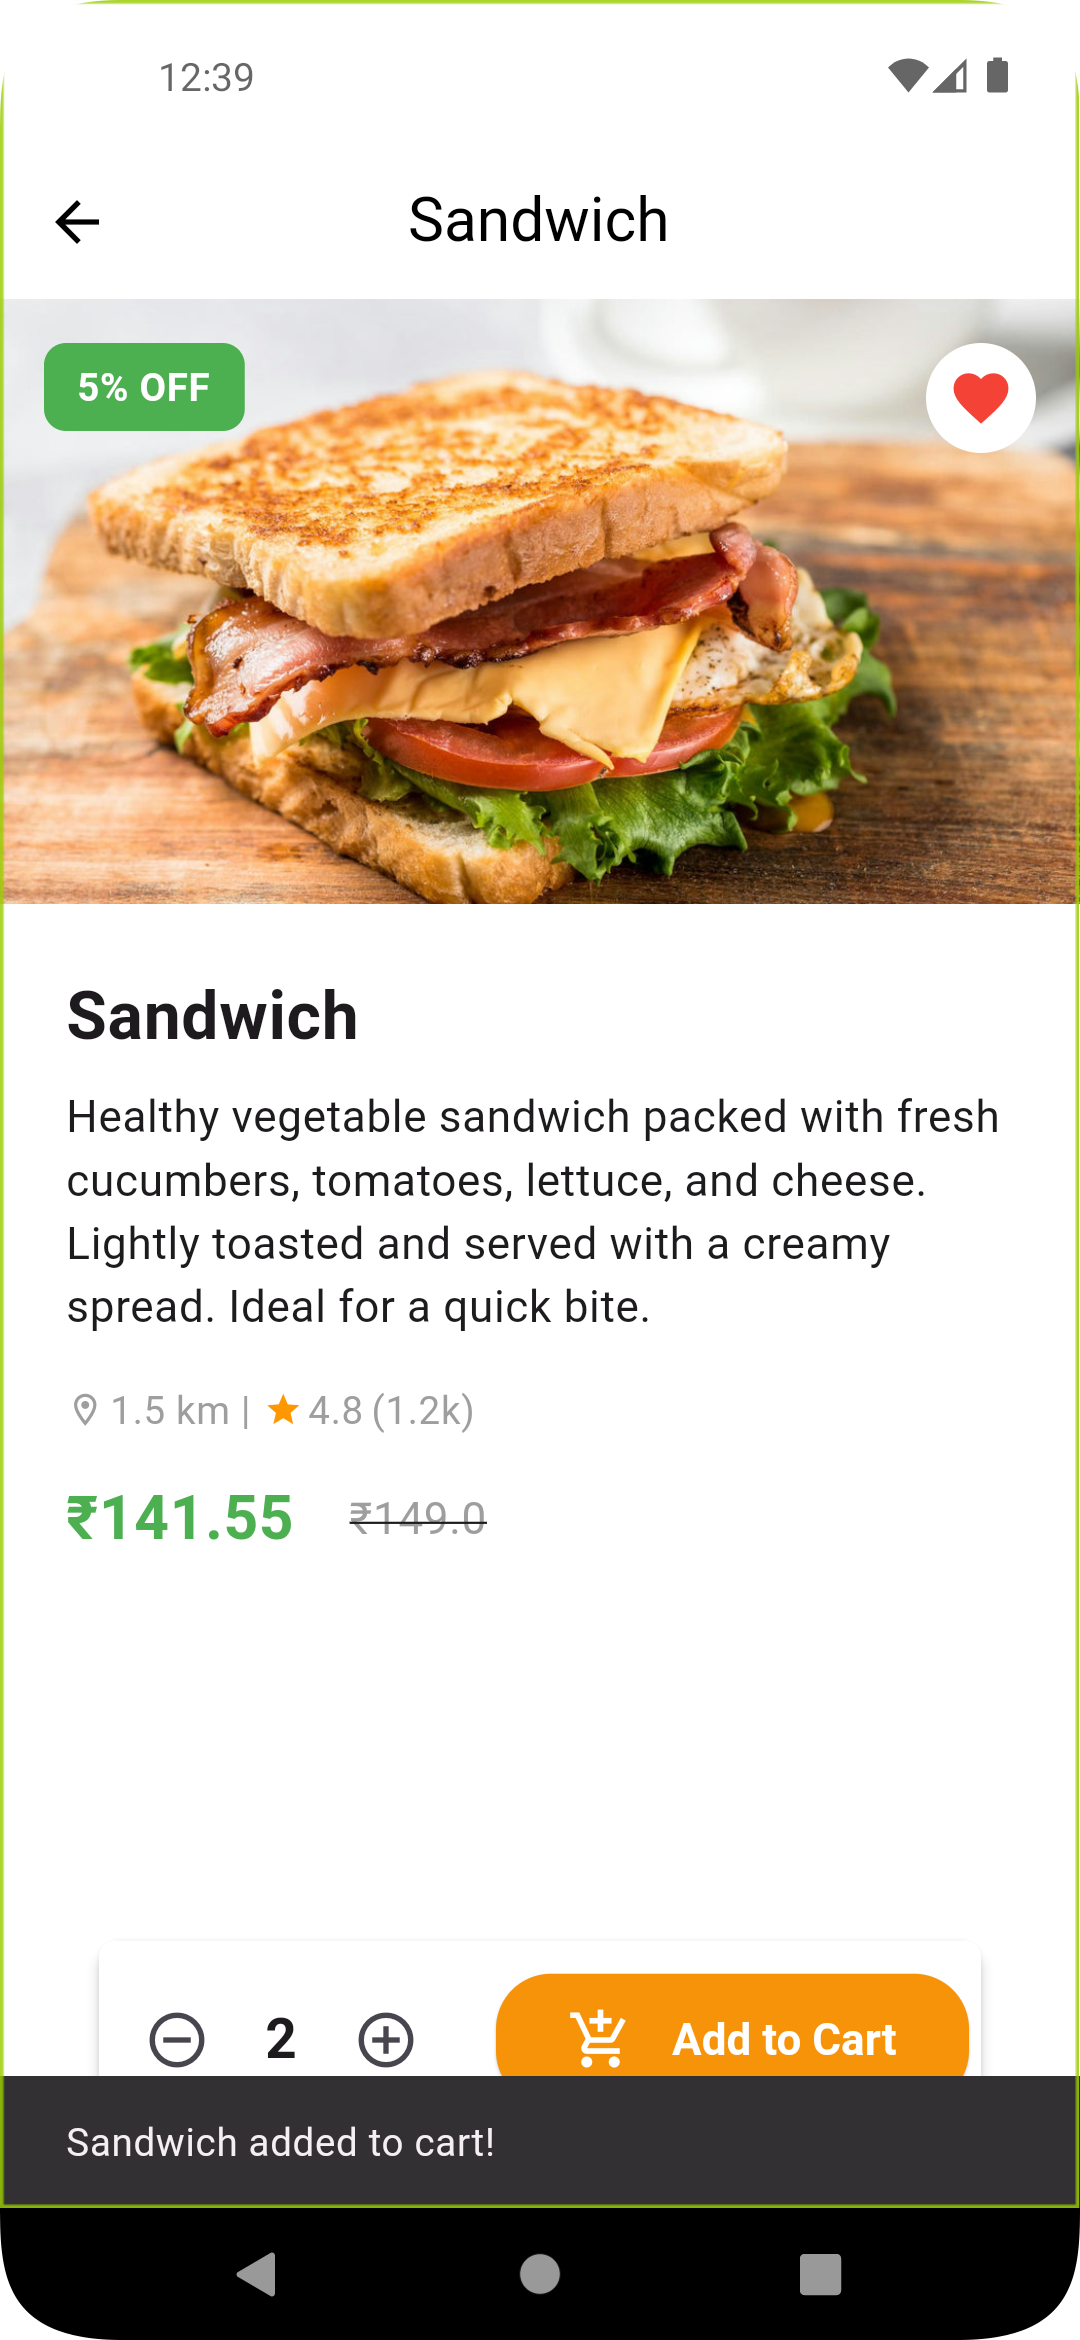 12:39
Sandwich
5% OFF
Sandwich
Healthy vegetable sandwich packed with fresh
cucumbers, tomatoes, lettuce, and cheese.
Lightly toasted and served with a creamy
spread. Ideal for a quick bite.
1.5 km | 4.8 (1.2k)
₹141.55 ₹149.0
2 Add to Cart
Sandwich added to cart!